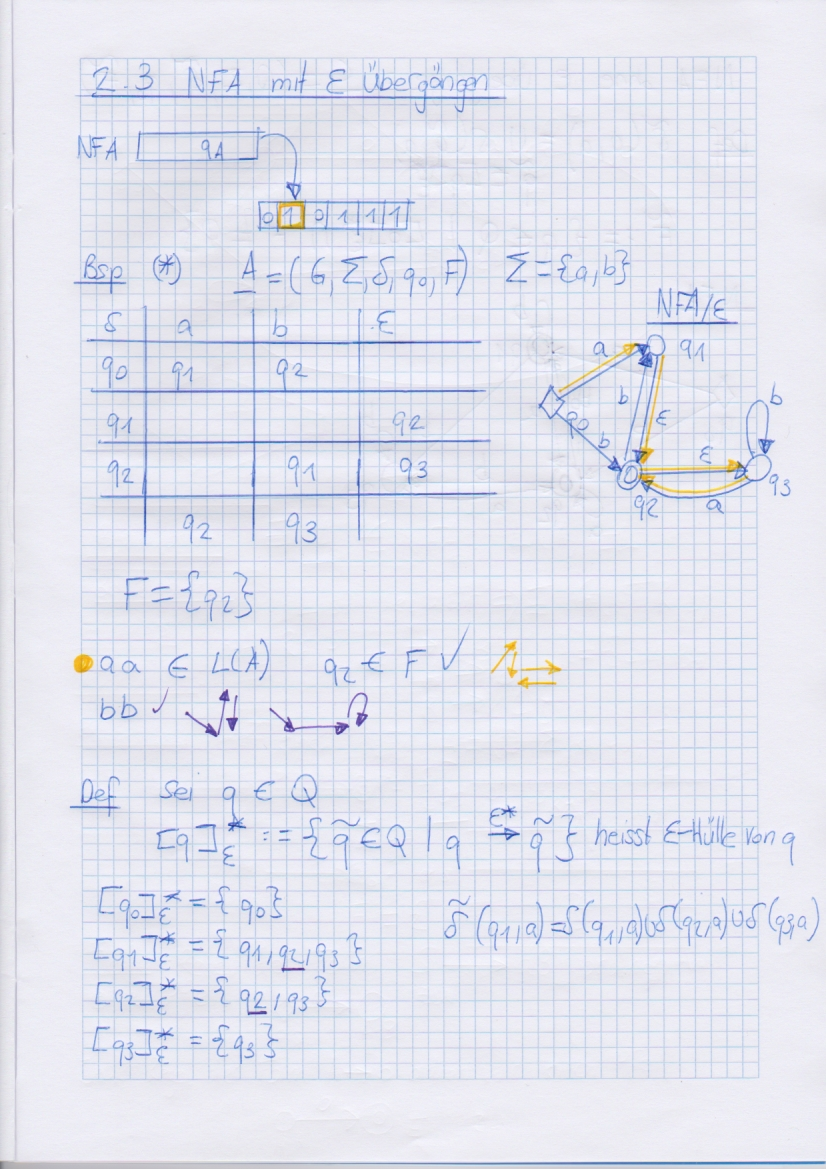 2.3 NFA mit ε Übergängen
NFA qA
0 1 0 1 1 1
Bsp (*) A = (G, Σ, δ, q0, F) Σ = {a, b}
NFA/ε
δ a b ε
q0 q1 q2
q1 q2
q2 q1 q3
q2 q3
a q1
b ε b
q0 b
ε q3
q2 a
F = {q2}
aa ∈ L(A) q2 ∈ F ✓
bb ✓
Def Sei q ∈ Q
[q]ε* := {q̃ ∈ Q | q →ε* q̃} heisst ε-Hülle von q
[q0]ε* = {q0}
δ̃(q1,a) = δ(q1,a) ∪ δ(q2,a) ∪ δ(q3,a)
[q1]ε* = {q1, q2, q3}
[q2]ε* = {q2, q3}
[q3]ε* = {q3}